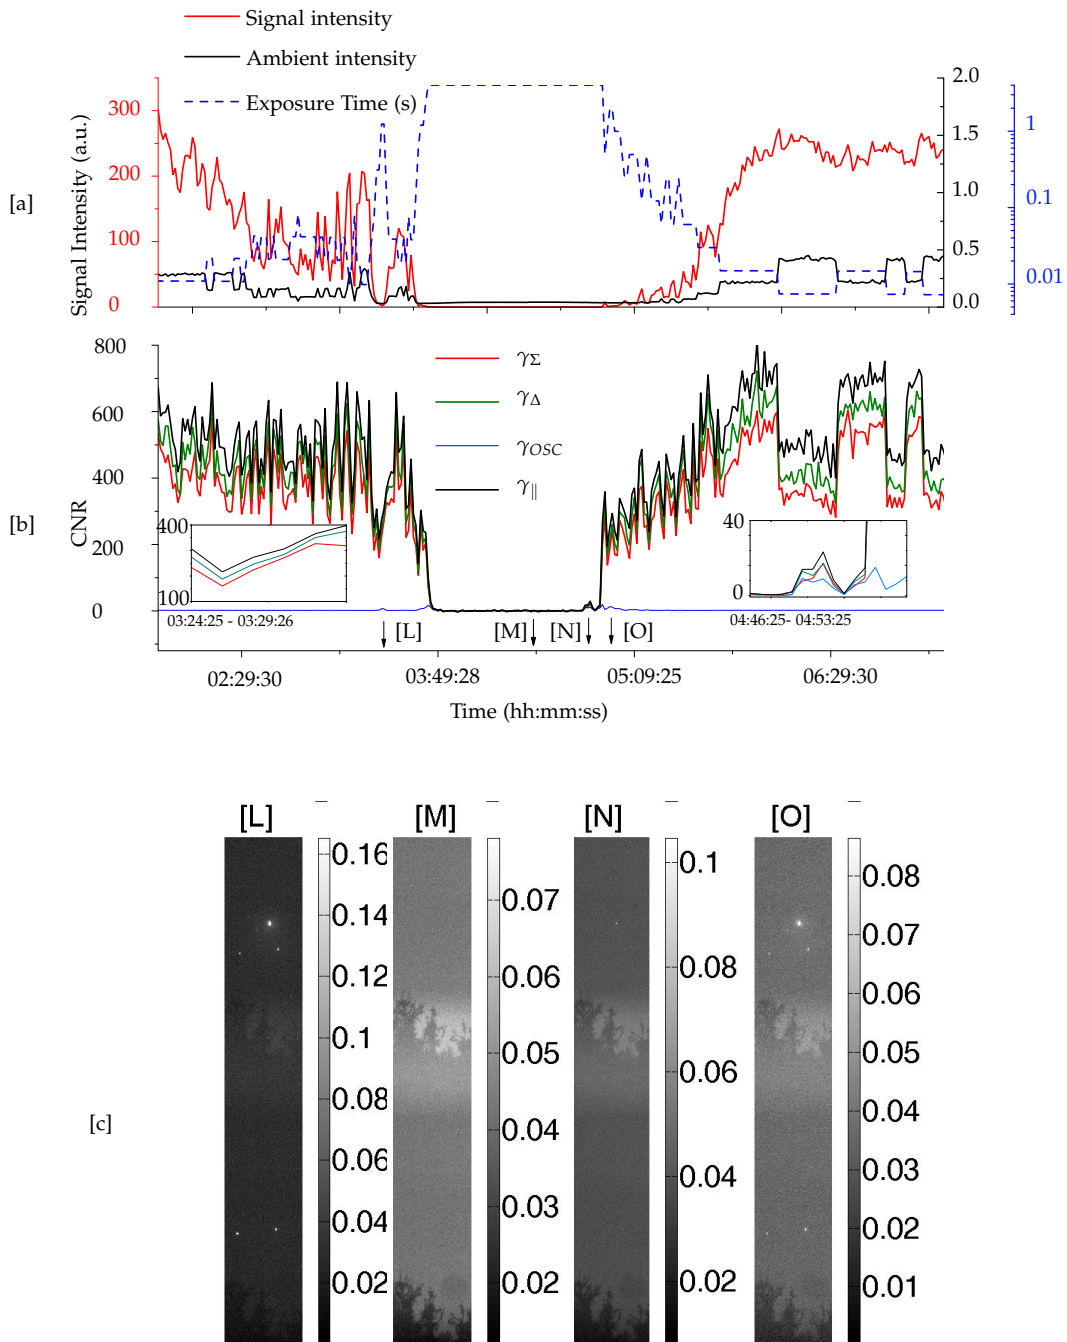 Signal intensity
Ambient intensity
Exposure Time (s)
[a]
Signal Intensity (a.u.)
300
200
100
0
2.0
1.5
1.0
0.5
0.0
1
0.1
0.01
[b]
CNR
800
600
400
200
0
γΣ
γΔ
γOSC
γ∥
400
100
03:24:25 - 03:29:26
40
0
04:46:25- 04:53:25
[L]
[M]
[N]
[O]
02:29:30
03:49:28
05:09:25
06:29:30
Time (hh:mm:ss)
[c]
[L]
[M]
[N]
[O]
0.16
0.14
0.12
0.1
0.08
0.06
0.04
0.02
0.07
0.06
0.05
0.04
0.03
0.02
0.1
0.08
0.06
0.04
0.02
0.08
0.07
0.06
0.05
0.04
0.03
0.02
0.01